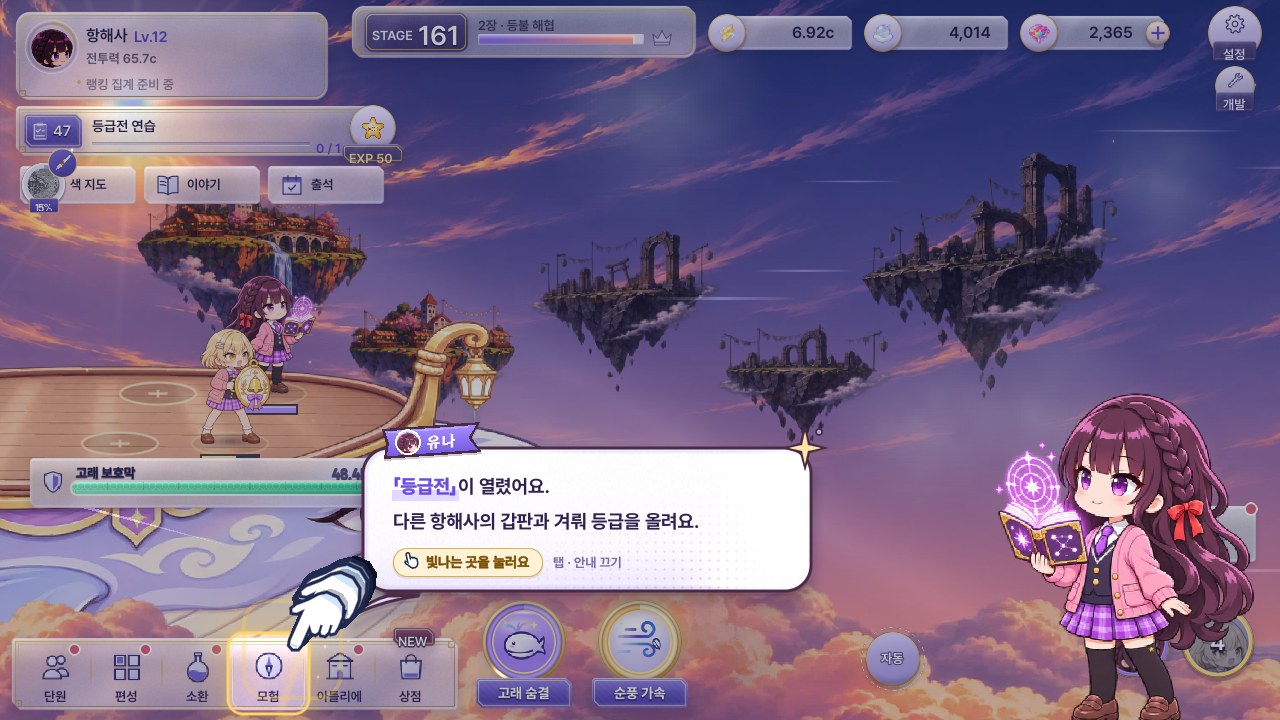 항해사 Lv.12
전투력 65.7c
* 랭킹 집계 준비 중
STAGE 161
2장 · 등불 해협
6.92c
4,014
2,365
설정
개발
47
등급전 연습
0 / 1
EXP 50
색 지도
15%
이야기
출석
고래 보호막
유나
「등급전」이 열렸어요.
다른 항해사의 갑판과 겨뤄 등급을 올려요.
빛나는 곳을 눌러요
탭 · 안내 끄기
단원
편성
소환
모험
아틀리에
NEW
상점
고래 숨결
순풍 가속
자동
4